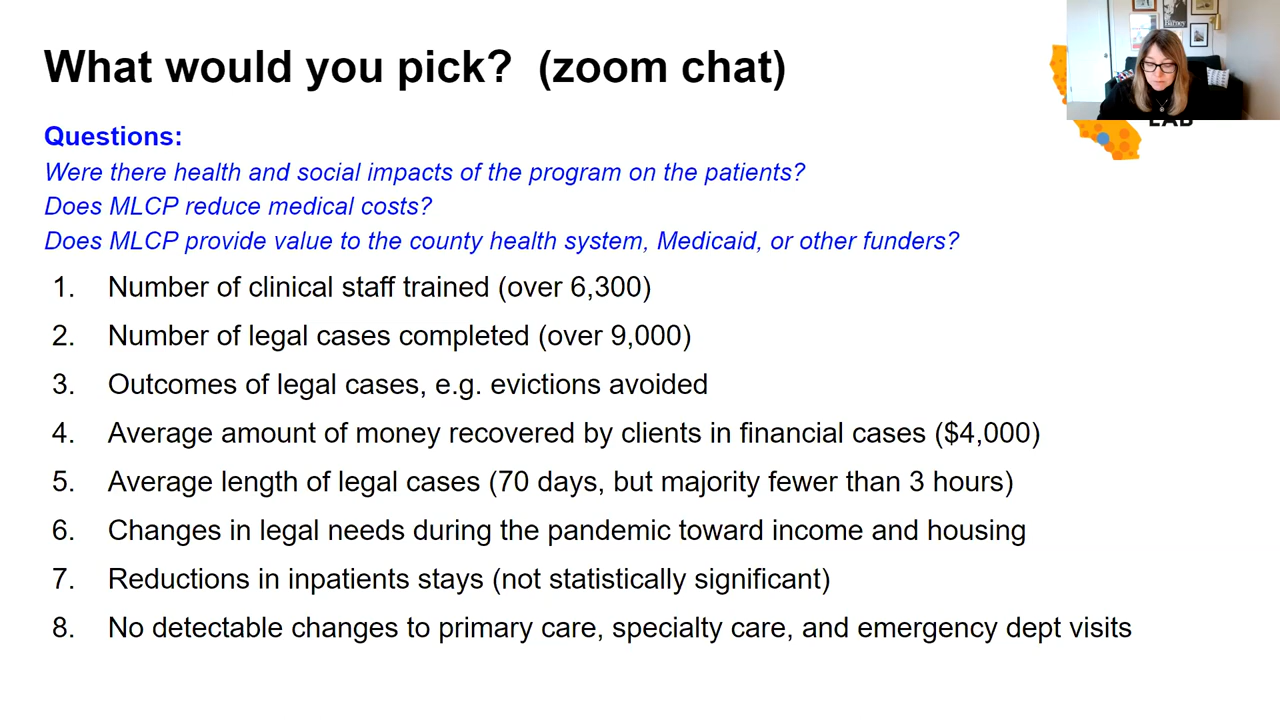 What would you pick?  (zoom chat)
Questions:
Were there health and social impacts of the program on the patients?
Does MLCP reduce medical costs?
Does MLCP provide value to the county health system, Medicaid, or other funders?
1. Number of clinical staff trained (over 6,300)
2. Number of legal cases completed (over 9,000)
3. Outcomes of legal cases, e.g. evictions avoided
4. Average amount of money recovered by clients in financial cases ($4,000)
5. Average length of legal cases (70 days, but majority fewer than 3 hours)
6. Changes in legal needs during the pandemic toward income and housing
7. Reductions in inpatients stays (not statistically significant)
8. No detectable changes to primary care, specialty care, and emergency dept visits